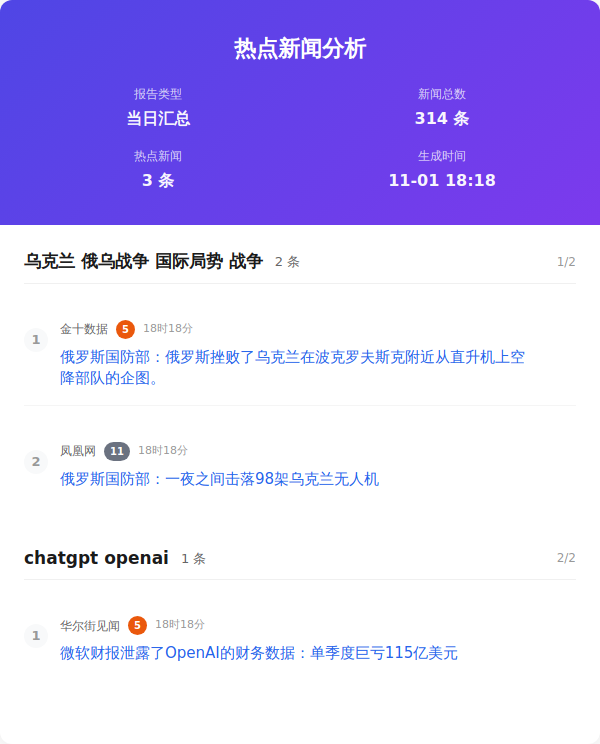 热点新闻分析
报告类型
新闻总数
当日汇总
314 条
热点新闻
生成时间
3 条
11-01 18:18
乌克兰 俄乌战争 国际局势 战争 2 条 1/2
1
金十数据 5 18时18分
俄罗斯国防部：俄罗斯挫败了乌克兰在波克罗夫斯克附近从直升机上空
降部队的企图。
2
凤凰网 11 18时18分
俄罗斯国防部：一夜之间击落98架乌克兰无人机
chatgpt openai 1 条 2/2
1
华尔街见闻 5 18时18分
微软财报泄露了OpenAI的财务数据：单季度巨亏115亿美元